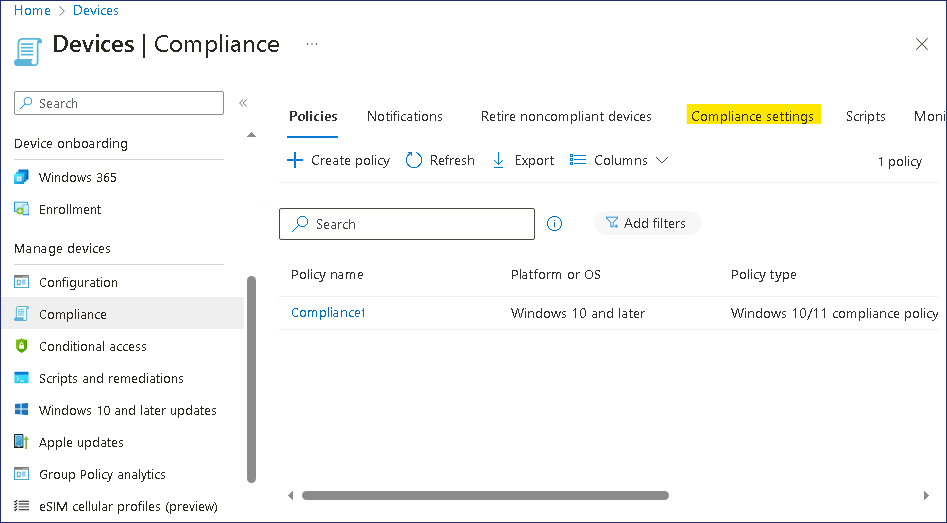 Home > Devices
Devices | Compliance ...
Search
«
Device onboarding
Windows 365
Enrollment
Manage devices
Configuration
Compliance
Conditional access
Scripts and remediations
Windows 10 and later updates
Apple updates
Group Policy analytics
eSIM cellular profiles (preview)
Policies Notifications Retire noncompliant devices Compliance settings Scripts Moni
Create policy Refresh Export Columns 1 policy
Search Add filters
Policy name Platform or OS Policy type
Compliance1 Windows 10 and later Windows 10/11 compliance policy